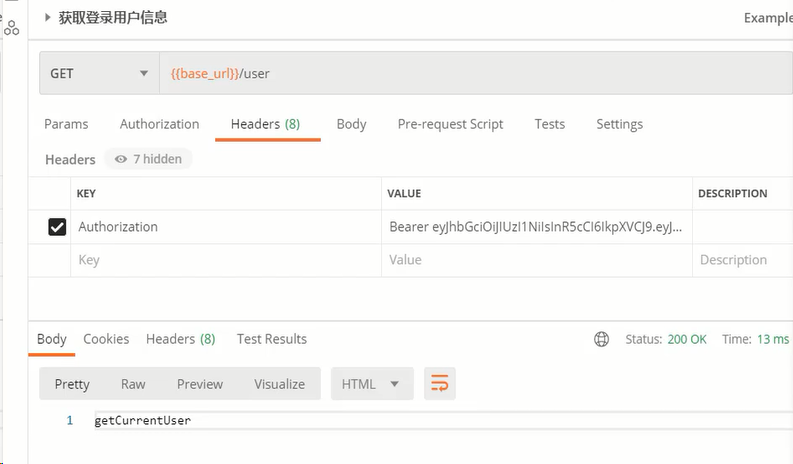 获取登录用户信息
Example
GET
{{base_url}}/user
Params Authorization Headers (8) Body Pre-request Script Tests Settings
Headers 7 hidden
KEY VALUE DESCRIPTION
Authorization Bearer eyJhbGciOiJIUzI1NiIsInR5cCI6IkpXVCJ9.eyJ...
Key Value Description
Body Cookies Headers (8) Test Results Status: 200 OK Time: 13 ms
Pretty Raw Preview Visualize HTML
1 getCurrentUser